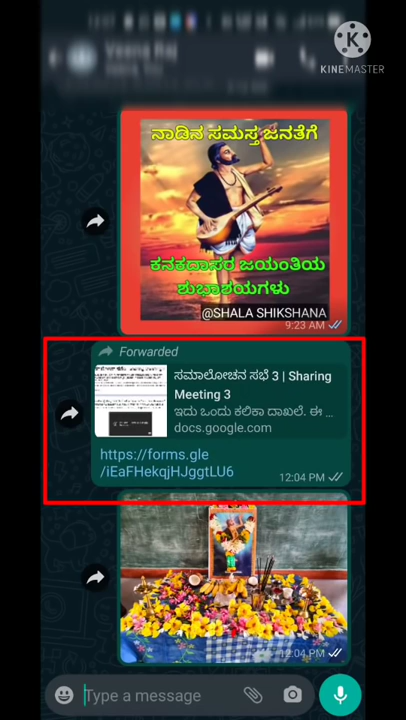 KINEMASTER
ನಾಡಿನ ಸಮಸ್ತ ಜನತೆಗೆ
ಕನಕದಾಸರ ಜಯಂತಿಯ
ಶುಭಾಶಯಗಳು
@SHALA SHIKSHANA
9:23 AM
Forwarded
ಸಮಾಲೋಚನ ಸಭೆ 3 | Sharing
Meeting 3
ಇದು ಒಂದು ಕಲಿಕಾ ದಾಖಲೆ. ಈ ...
docs.google.com
https://forms.gle
/iEaFHekqjHJggtLU6
12:04 PM
12:04 PM
Type a message